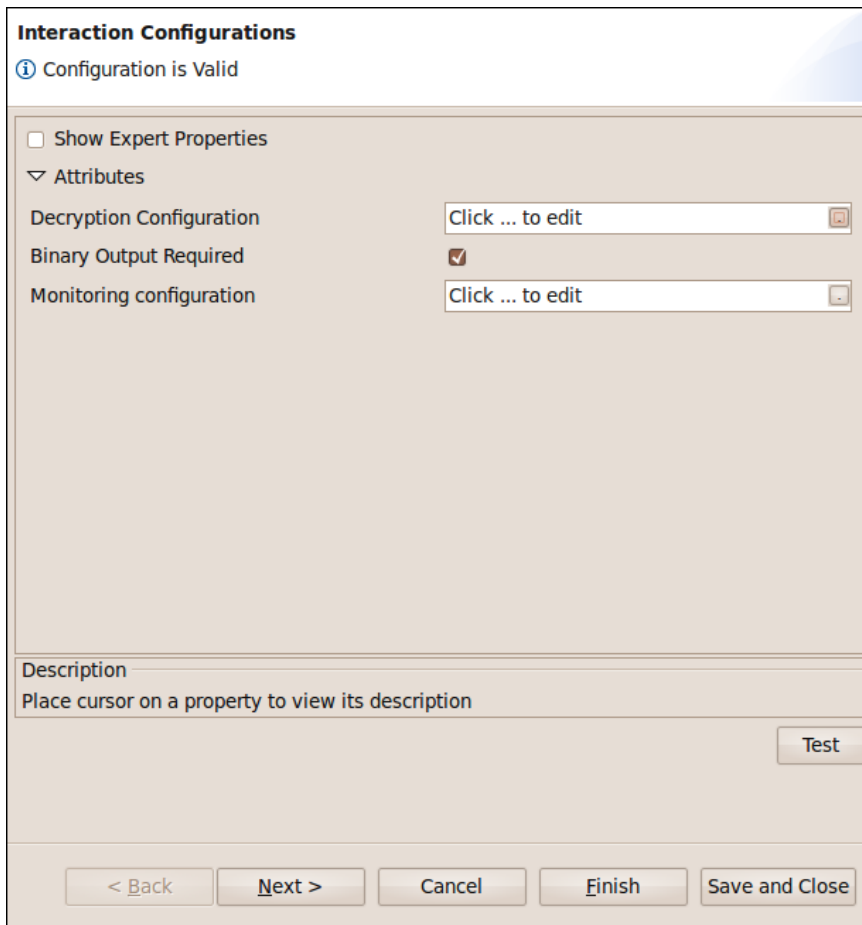 Interaction Configurations
Configuration is Valid
Show Expert Properties
Attributes
Decryption Configuration Click ... to edit
Binary Output Required
Monitoring configuration Click ... to edit
Description
Place cursor on a property to view its description
Test
< Back Next > Cancel Finish Save and Close